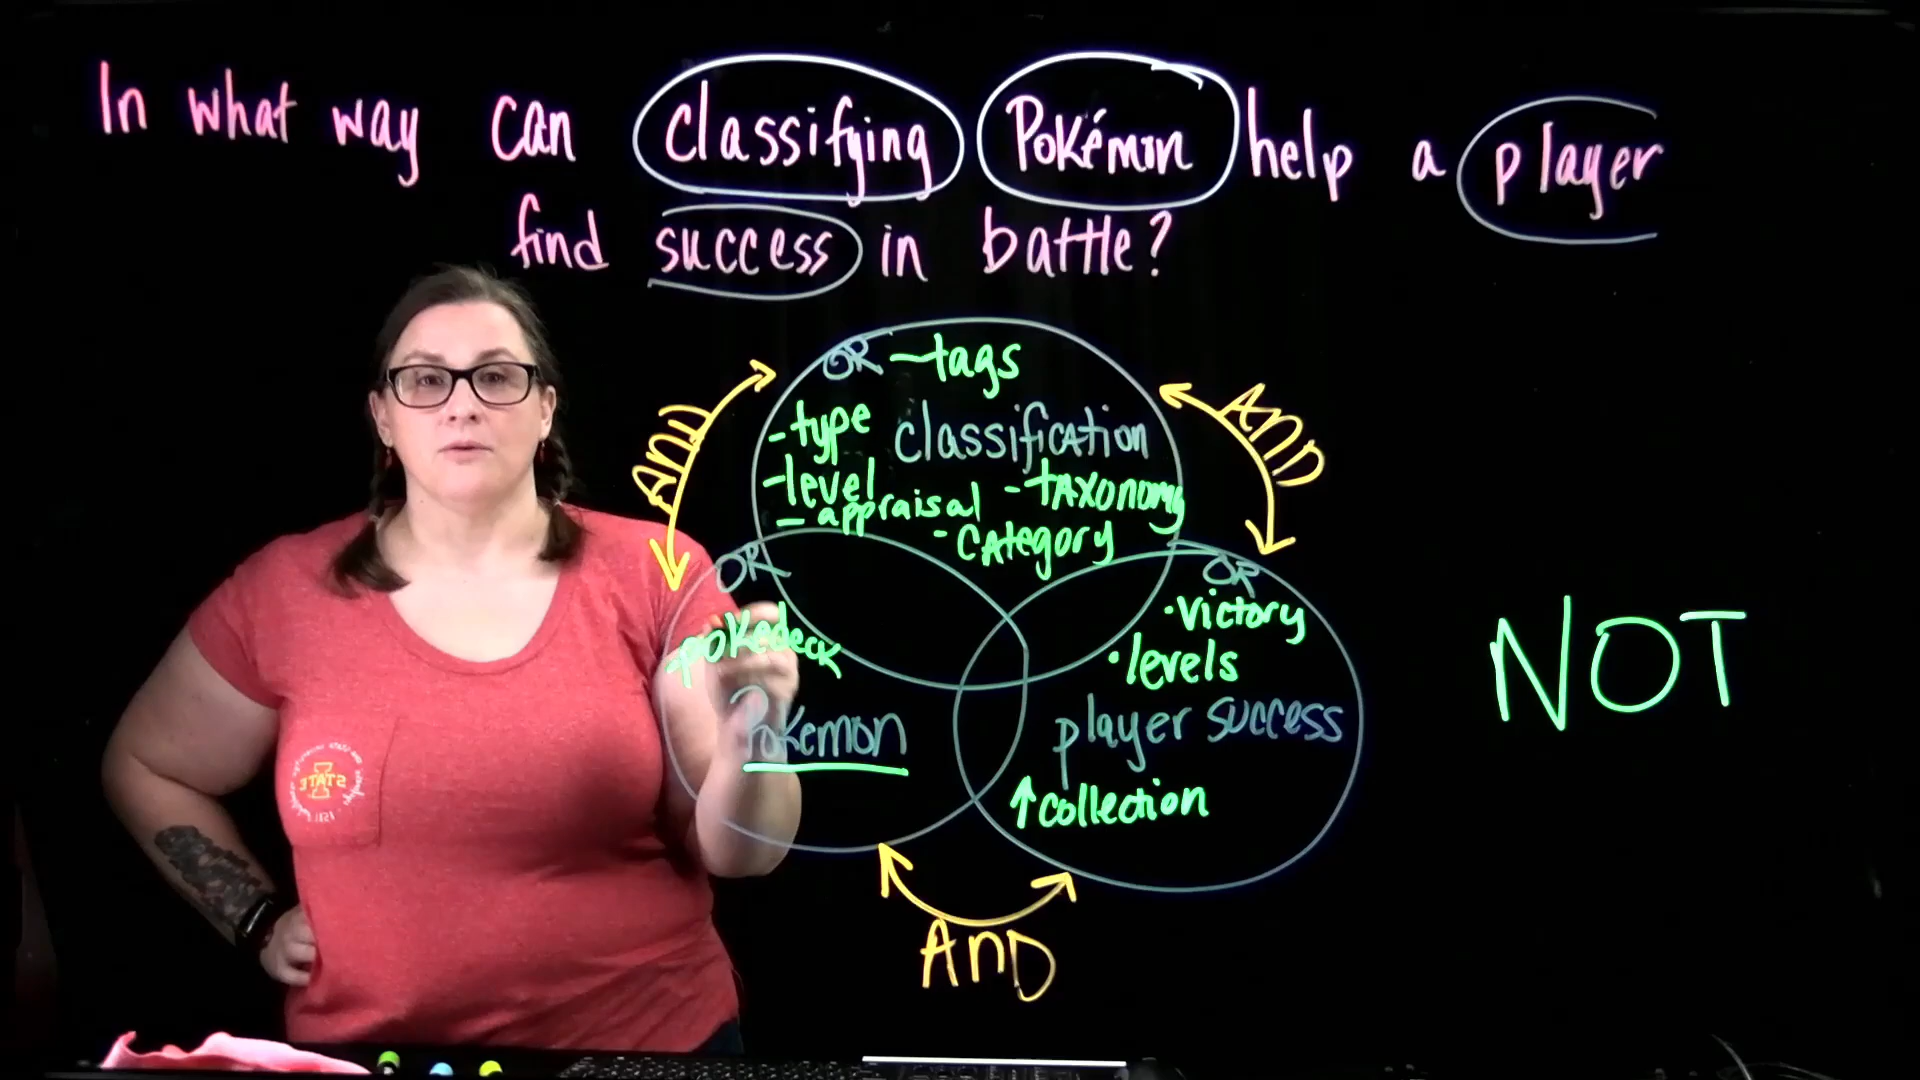 In what way can classifying Pokémon help a player
find success in battle?
OR - tags
- type classification
- level - taxonomy
- appraisal
- category
AND
AND
OR
- pokedeck
Pokemon
OR
• victory
• levels
player success
↑ collection
AND
NOT
STATE